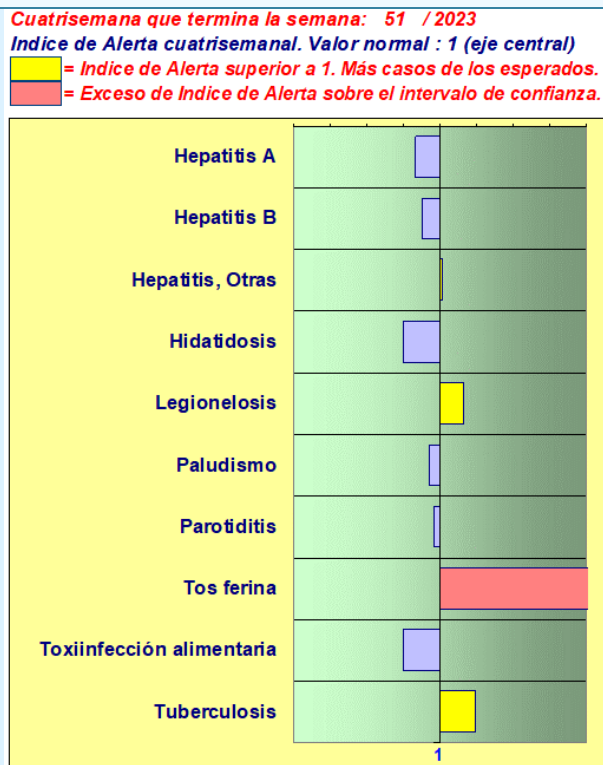 Cuatrisemana que termina la semana: 51 / 2023
Indice de Alerta cuatrisemanal. Valor normal : 1 (eje central)
= Indice de Alerta superior a 1. Más casos de los esperados.
= Exceso de Indice de Alerta sobre el intervalo de confianza.
Hepatitis A
Hepatitis B
Hepatitis, Otras
Hidatidosis
Legionelosis
Paludismo
Parotiditis
Tos ferina
Toxiinfección alimentaria
Tuberculosis
1